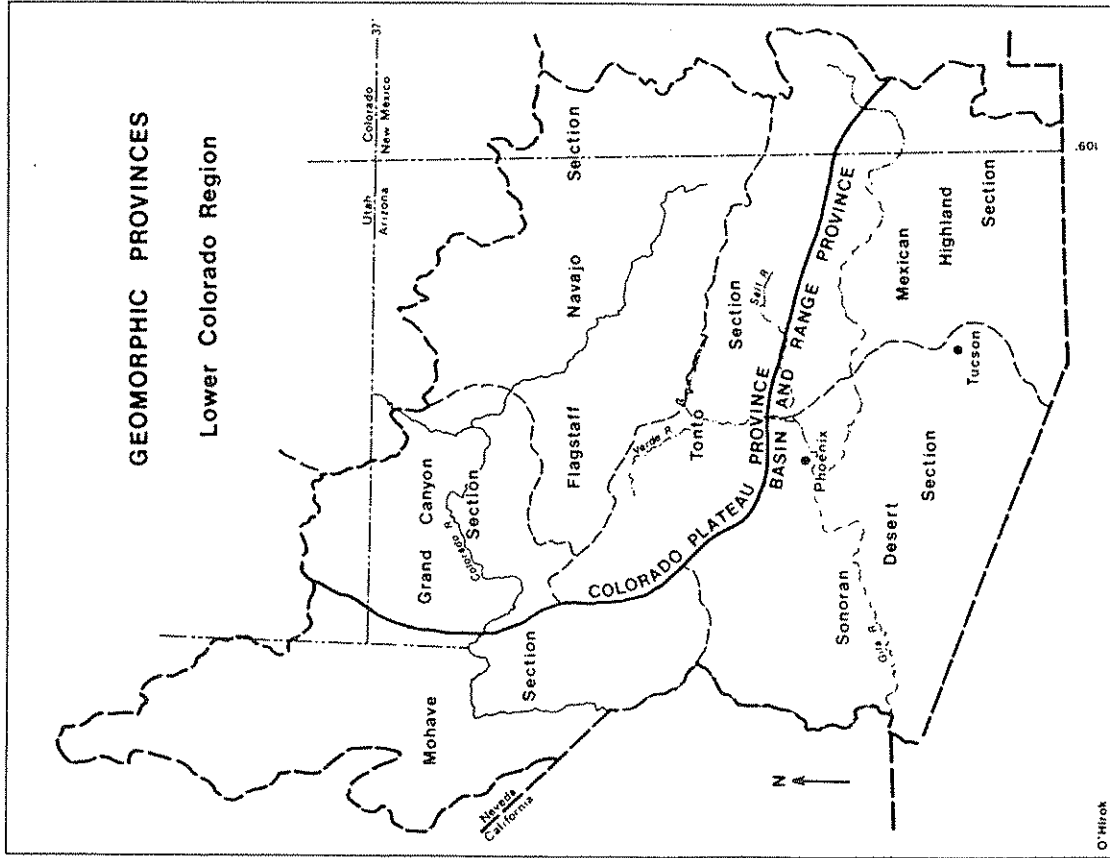 GEOMORPHIC PROVINCES
Lower Colorado Region
Utah
Arizona
Colorado
New Mexico
37°
109°
Nevada
California
Mohave
Section
Grand Canyon
Section
Colorado R
Flagstaff
Navajo
Section
Verde R
Tonto
Section
Salt R
COLORADO PLATEAU PROVINCE
BASIN AND RANGE PROVINCE
Phoenix
Sonoran
Desert
Section
Gila R
Mexican
Highland
Section
Tucson
N
O'Hirok